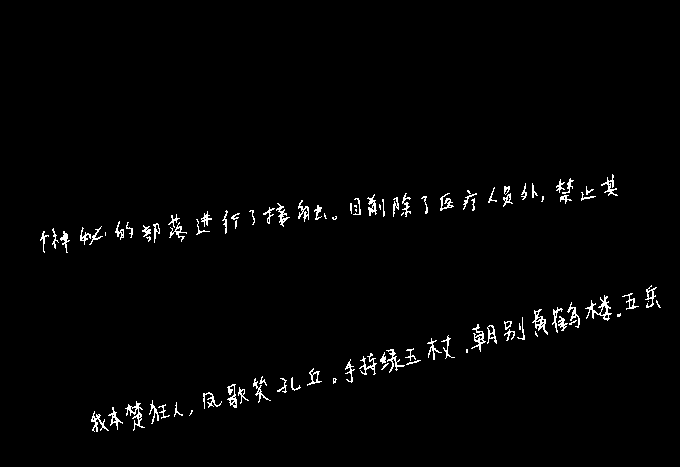 个神秘的部落进行了接触。目前除了医疗人员外,禁止其
我本楚狂人,凤歌笑孔丘。手持绿玉杖,朝别黄鹤楼。五岳